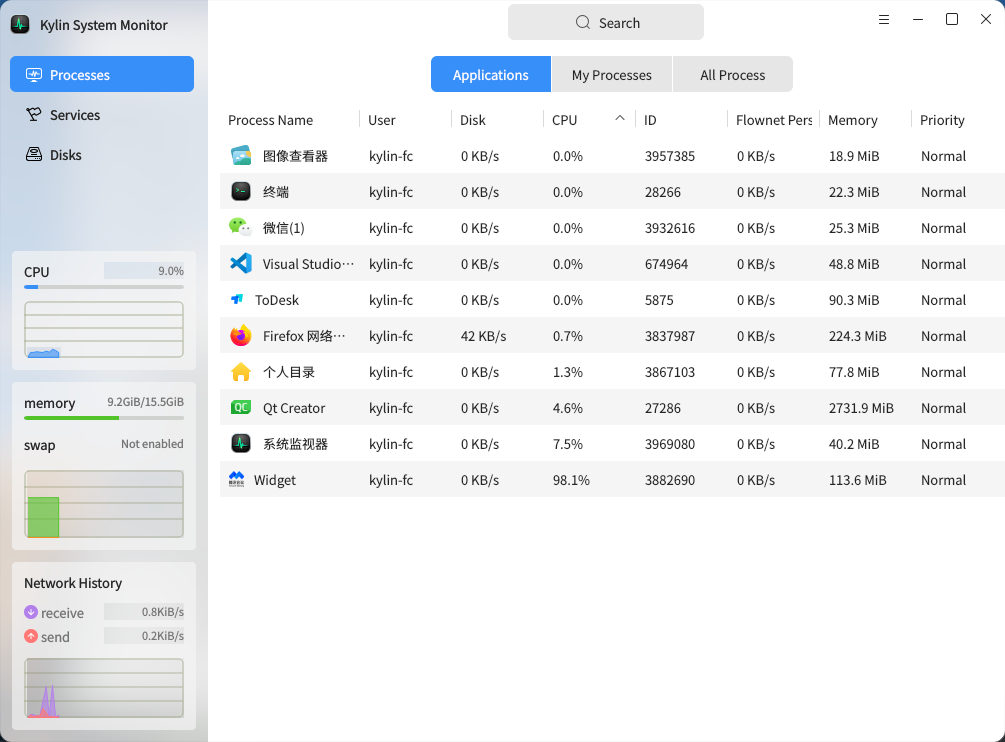 Kylin System Monitor
Search
Processes
Services
Disks
Applications
My Processes
All Process
Process Name User Disk CPU ID Flownet Pers Memory Priority
图像查看器 kylin-fc 0 KB/s 0.0% 3957385 0 KB/s 18.9 MiB Normal
终端 kylin-fc 0 KB/s 0.0% 28266 0 KB/s 22.3 MiB Normal
微信(1) kylin-fc 0 KB/s 0.0% 3932616 0 KB/s 25.3 MiB Normal
Visual Studio··· kylin-fc 0 KB/s 0.0% 674964 0 KB/s 48.8 MiB Normal
ToDesk kylin-fc 0 KB/s 0.0% 5875 0 KB/s 90.3 MiB Normal
Firefox 网络··· kylin-fc 42 KB/s 0.7% 3837987 0 KB/s 224.3 MiB Normal
个人目录 kylin-fc 0 KB/s 1.3% 3867103 0 KB/s 77.8 MiB Normal
QC Qt Creator kylin-fc 0 KB/s 4.6% 27286 0 KB/s 2731.9 MiB Normal
系统监视器 kylin-fc 0 KB/s 7.5% 3969080 0 KB/s 40.2 MiB Normal
Widget kylin-fc 0 KB/s 98.1% 3882690 0 KB/s 113.6 MiB Normal
CPU 9.0%
memory 9.2GiB/15.5GiB
swap Not enabled
Network History
receive 0.8KiB/s
send 0.2KiB/s